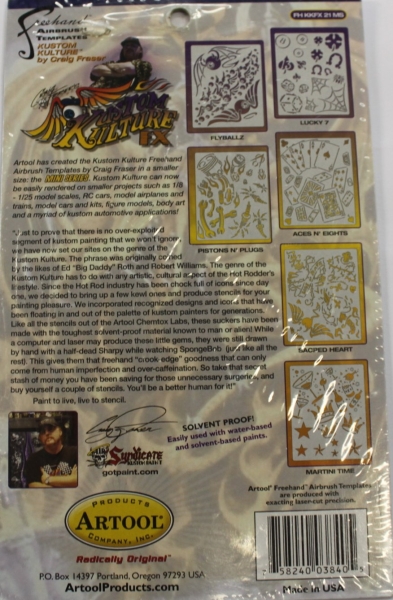 Freehand
AIRBRUSH
TEMPLATES
KUSTOM
KULTURE
by Craig Fraser
FH KKFX 21 MS
KUSTOM
KULTURE
FX
FLYBALLZ
LUCKY 7
PISTONS N' PLUGS
ACES N' EIGHTS
SACRED HEART
MARTINI TIME
Artool has created the Kustom Kulture Freehand
Airbrush Templates by Craig Fraser in a smaller
size: the MINI SERIES. Kustom Kulture can now
be easily rendered on smaller projects such as 1/8
- 1/25 model scales, RC cars, model airplanes and
trains, model cars and kits, figure models, body art
and a myriad of kustom automotive applications!
"Just to prove that there is no over-exploited
segment of kustom painting that we won't ignore,
we have now set our sites on the genre of the
Kustom Kulture. The phrase was originally coined
by the likes of Ed "Big Daddy" Roth and Robert Williams. The genre of the
Kustom Kulture has to do with any artistic, cultural aspect of the Hot Rodder's
lifestyle. Since the Hot Rod industry has been chock full of icons since day
one, we decided to bring up a few kewl ones and produce stencils for your
painting pleasure. We incorporated recognized designs and icons that have
been floating in and out of the palette of kustom painters for generations.
Like all the stencils out of the Artool Chemtox Labs, these suckers have been
made with the toughest solvent-proof material known to man or alien! While
a computer and laser may produce these little gems, they were still drawn
by hand with a half-dead Sharpy while watching SpongeBob (just like all the
rest). This gives them that freehand "o-ok edge" goodness that can only
come from human imperfection and over-caffeination. So take that secret
stash of money you have been saving for those unnecessary surgeries, and
buy yourself a couple of stencils. You'll be a better human for it!"
Paint to live, live to stencil.
SOLVENT PROOF!
Easily used with water-based
and solvent-based paints.
SYNDICATE
gotpaint.com
PRODUCTS
ARTOOL
COMPANY, INC.
Radically Original™
P.O. Box 14397 Portland, Oregon 97293 USA
ArtoolProducts.com
Artool® Freehand™ Airbrush Templates
are produced with
exacting laser-cut precision.
7 58240 03840 5
Made in USA